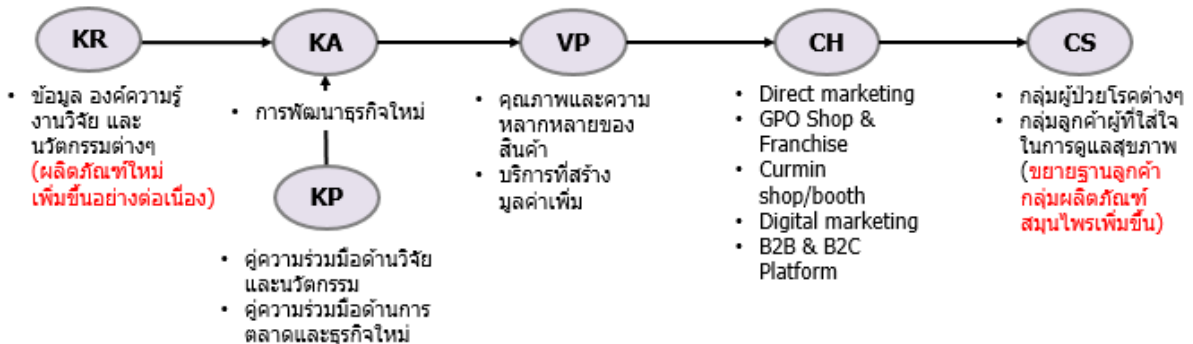 KR
KA
VP
CH
CS
• ข้อมูล องค์ความรู้
งานวิจัย และ
นวัตกรรมต่างๆ
(ผลิตภัณฑ์ใหม่
เพิ่มขึ้นอย่างต่อเนื่อง)
• การพัฒนาธุรกิจใหม่
KP
• คู่ความร่วมมือด้านวิจัย
และนวัตกรรม
• คู่ความร่วมมือด้านการ
ตลาดและธุรกิจใหม่
• คุณภาพและความ
หลากหลายของ
สินค้า
• บริการที่สร้าง
มูลค่าเพิ่ม
• Direct marketing
• GPO Shop &
Franchise
• Curmin
shop/booth
• Digital marketing
• B2B & B2C
Platform
• กลุ่มผู้ป่วยโรคต่างๆ
• กลุ่มลูกค้าผู้ที่ใส่ใจ
ในการดูแลสุขภาพ
(ขยายฐานลูกค้า
กลุ่มผลิตภัณฑ์
สมุนไพรเพิ่มขึ้น)